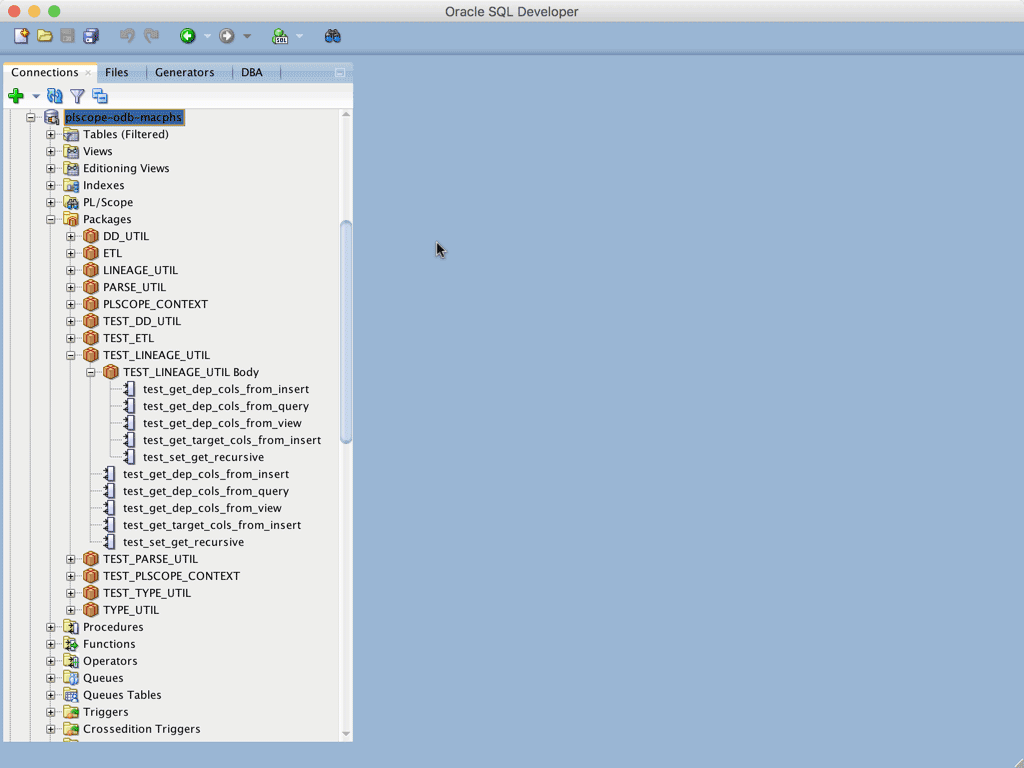 Oracle SQL Developer
SQL
Connections Files Generators DBA
plscope-odb-macphs
Tables (Filtered)
Views
Editioning Views
Indexes
PL/Scope
Packages
DD_UTIL
ETL
LINEAGE_UTIL
PARSE_UTIL
PLSCOPE_CONTEXT
TEST_DD_UTIL
TEST_ETL
TEST_LINEAGE_UTIL
TEST_LINEAGE_UTIL Body
test_get_dep_cols_from_insert
test_get_dep_cols_from_query
test_get_dep_cols_from_view
test_get_target_cols_from_insert
test_set_get_recursive
test_get_dep_cols_from_insert
test_get_dep_cols_from_query
test_get_dep_cols_from_view
test_get_target_cols_from_insert
test_set_get_recursive
TEST_PARSE_UTIL
TEST_PLSCOPE_CONTEXT
TEST_TYPE_UTIL
TYPE_UTIL
Procedures
Functions
Operators
Queues
Queues Tables
Triggers
Crossedition Triggers